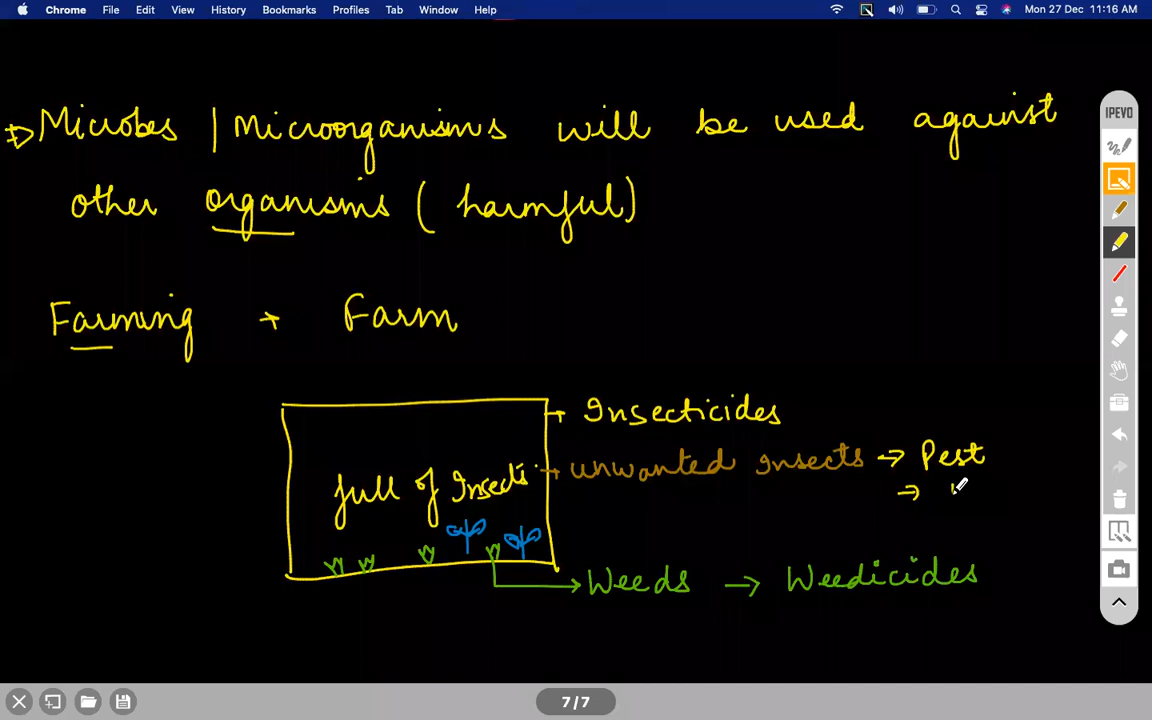 Chrome File Edit View History Bookmarks Profiles Tab Window Help Mon 27 Dec 11:16 AM
IPEVO
⇒ Microbes | Microorganisms will be used against
other organisms ( harmful )
Farming → Farm
→ Insecticides
full of Insects → unwanted Insects → Pest
→
→ Weeds → Weedicides
7/7